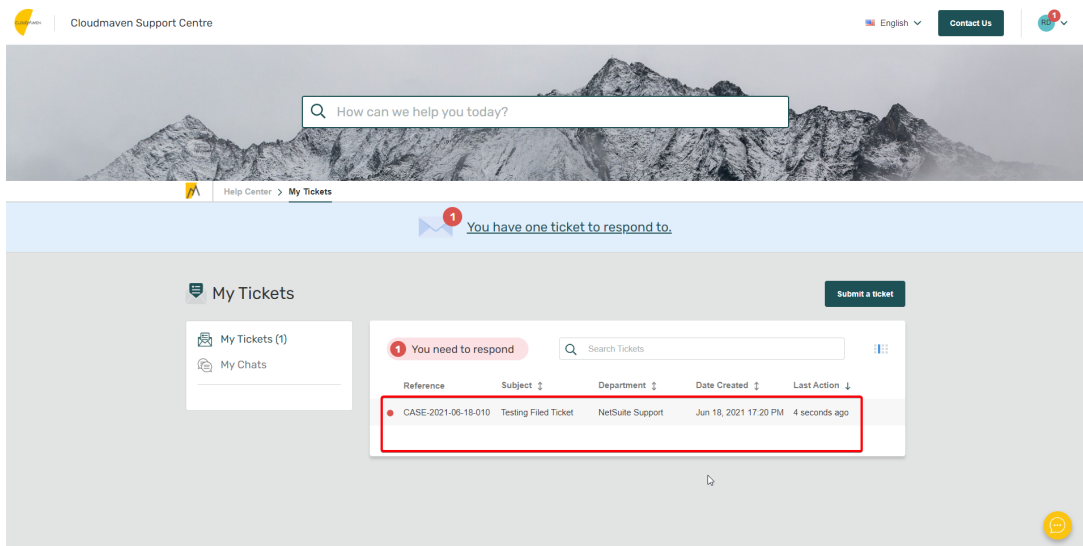 CLOUDMAVEN
Cloudmaven Support Centre
English
Contact Us
RD
1
How can we help you today?
Help Center > My Tickets
1
You have one ticket to respond to.
My Tickets
Submit a ticket
My Tickets (1)
My Chats
1 You need to respond
Search Tickets
Reference Subject Department Date Created Last Action
CASE-2021-06-18-010 Testing Filed Ticket NetSuite Support Jun 18, 2021 17:20 PM 4 seconds ago